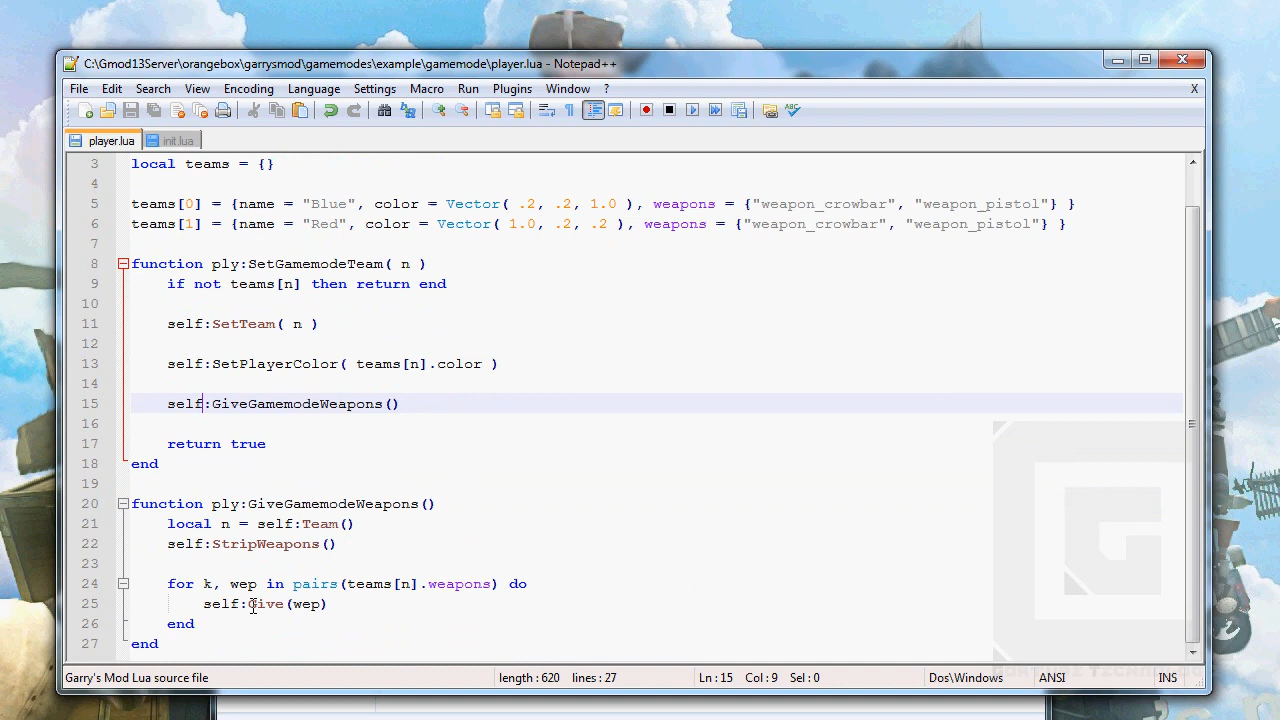 C:\Gmod13Server\orangebox\garrysmod\gamemodes\example\gamemode\player.lua - Notepad++
File Edit Search View Encoding Language Settings Macro Run Plugins Window ? X
player.lua init.lua
3 local teams = {}
4
5 teams[0] = {name = "Blue", color = Vector( .2, .2, 1.0 ), weapons = {"weapon_crowbar", "weapon_pistol"} }
6 teams[1] = {name = "Red", color = Vector( 1.0, .2, .2 ), weapons = {"weapon_crowbar", "weapon_pistol"} }
7
8 function ply:SetGamemodeTeam( n )
9 if not teams[n] then return end
10
11 self:SetTeam( n )
12
13 self:SetPlayerColor( teams[n].color )
14
15 self:GiveGamemodeWeapons()
16
17 return true
18 end
19
20 function ply:GiveGamemodeWeapons()
21 local n = self:Team()
22 self:StripWeapons()
23
24 for k, wep in pairs(teams[n].weapons) do
25 self:Give(wep)
26 end
27 end
Garry's Mod Lua source file length : 620 lines : 27 Ln : 15 Col : 9 Sel : 0 Dos\Windows ANSI INS